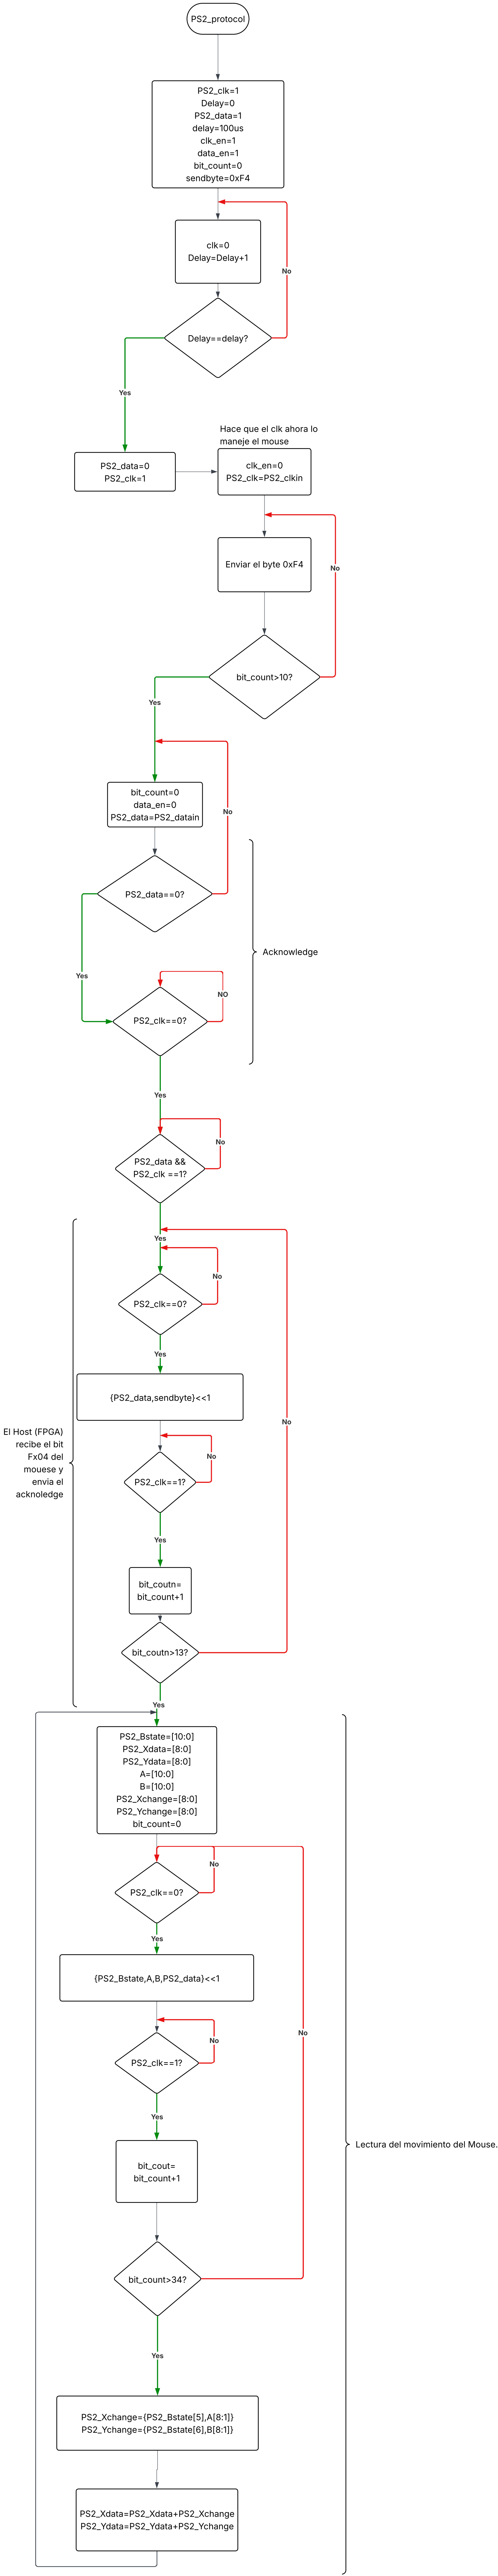 PS2_protocol
PS2_clk=1
Delay=0
PS2_data=1
delay=100us
clk_en=1
data_en=1
bit_count=0
sendbyte=0xF4
clk=0
Delay=Delay+1
No
Delay==delay?
Yes
Hace que el clk ahora lo
maneje el mouse
PS2_data=0
PS2_clk=1
clk_en=0
PS2_clk=PS2_clkin
Enviar el byte 0xF4
No
bit_count>10?
Yes
bit_count=0
data_en=0
PS2_data=PS2_datain
No
PS2_data==0?
Acknowledge
Yes
NO
PS2_clk==0?
Yes
No
PS2_data &&
PS2_clk ==1?
Yes
No
PS2_clk==0?
Yes
{PS2_data,sendbyte}<<1
No
El Host (FPGA)
recibe el bit
Fx04 del
mouese y
envia el
acknoledge
No
PS2_clk==1?
Yes
bit_coutn=
bit_count+1
bit_coutn>13?
Yes
PS2_Bstate=[10:0]
PS2_Xdata=[8:0]
PS2_Ydata=[8:0]
A=[10:0]
B=[10:0]
PS2_Xchange=[8:0]
PS2_Ychange=[8:0]
bit_count=0
No
PS2_clk==0?
Yes
{PS2_Bstate,A,B,PS2_data}<<1
No
No
PS2_clk==1?
Yes
Lectura del movimiento del Mouse.
bit_cout=
bit_count+1
bit_count>34?
Yes
PS2_Xchange={PS2_Bstate[5],A[8:1]}
PS2_Ychange={PS2_Bstate[6],B[8:1]}
PS2_Xdata=PS2_Xdata+PS2_Xchange
PS2_Ydata=PS2_Ydata+PS2_Ychange